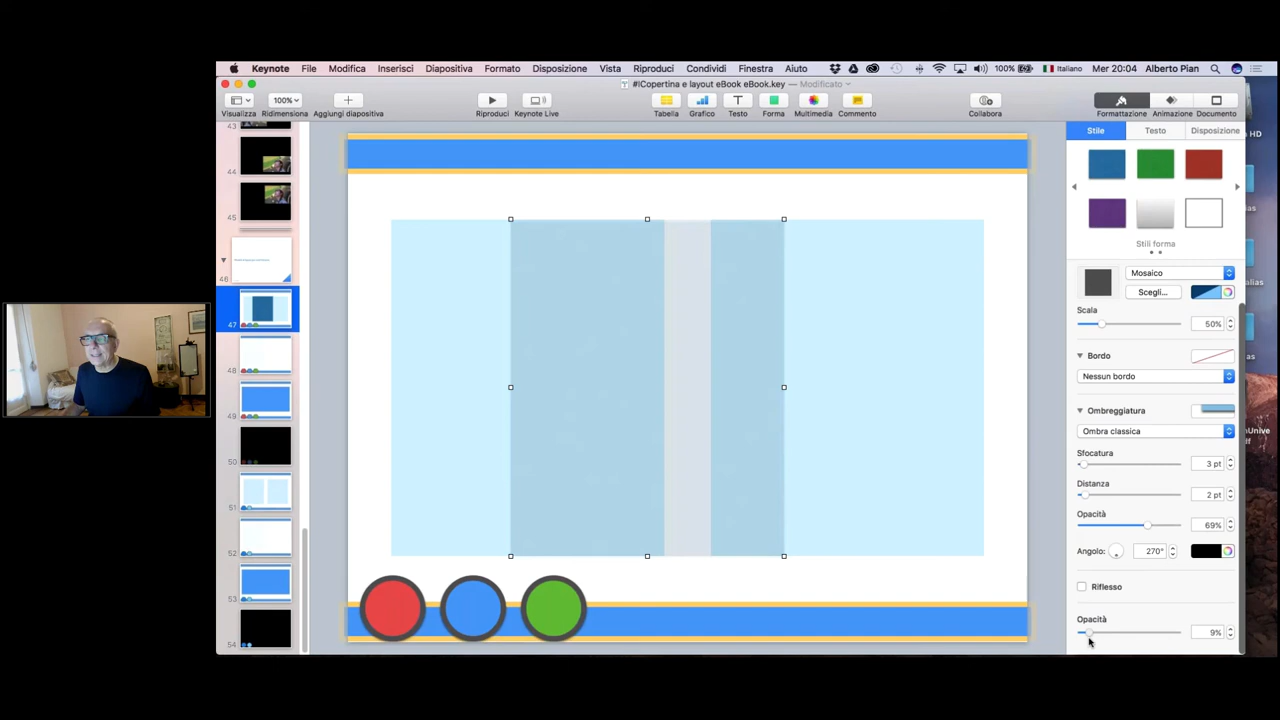 Keynote File Modifica Inserisci Diapositiva Formato Disposizione Vista Riproduci Condividi Finestra Aiuto 100% Italiano Mer 20:04 Alberto Pian
#ICopertina e layout eBook eBook.key — Modificato
100%
Visualizza Ridimensiona Aggiungi diapositiva Riproduci Keynote Live Tabella Grafico Testo Forma Multimedia Commento Collabora Formattazione Animazione Documento
Stile Testo Disposizione
43
44
45
46
47
48
49
50
51
52
53
54
Stili forma
Mosaico
Scegli...
Scala
50%
Bordo
Nessun bordo
Ombreggiatura
Ombra classica
Sfocatura
3 pt
Distanza
2 pt
Opacità
69%
Angolo: 270°
Riflesso
Opacità
9%
HD
alias